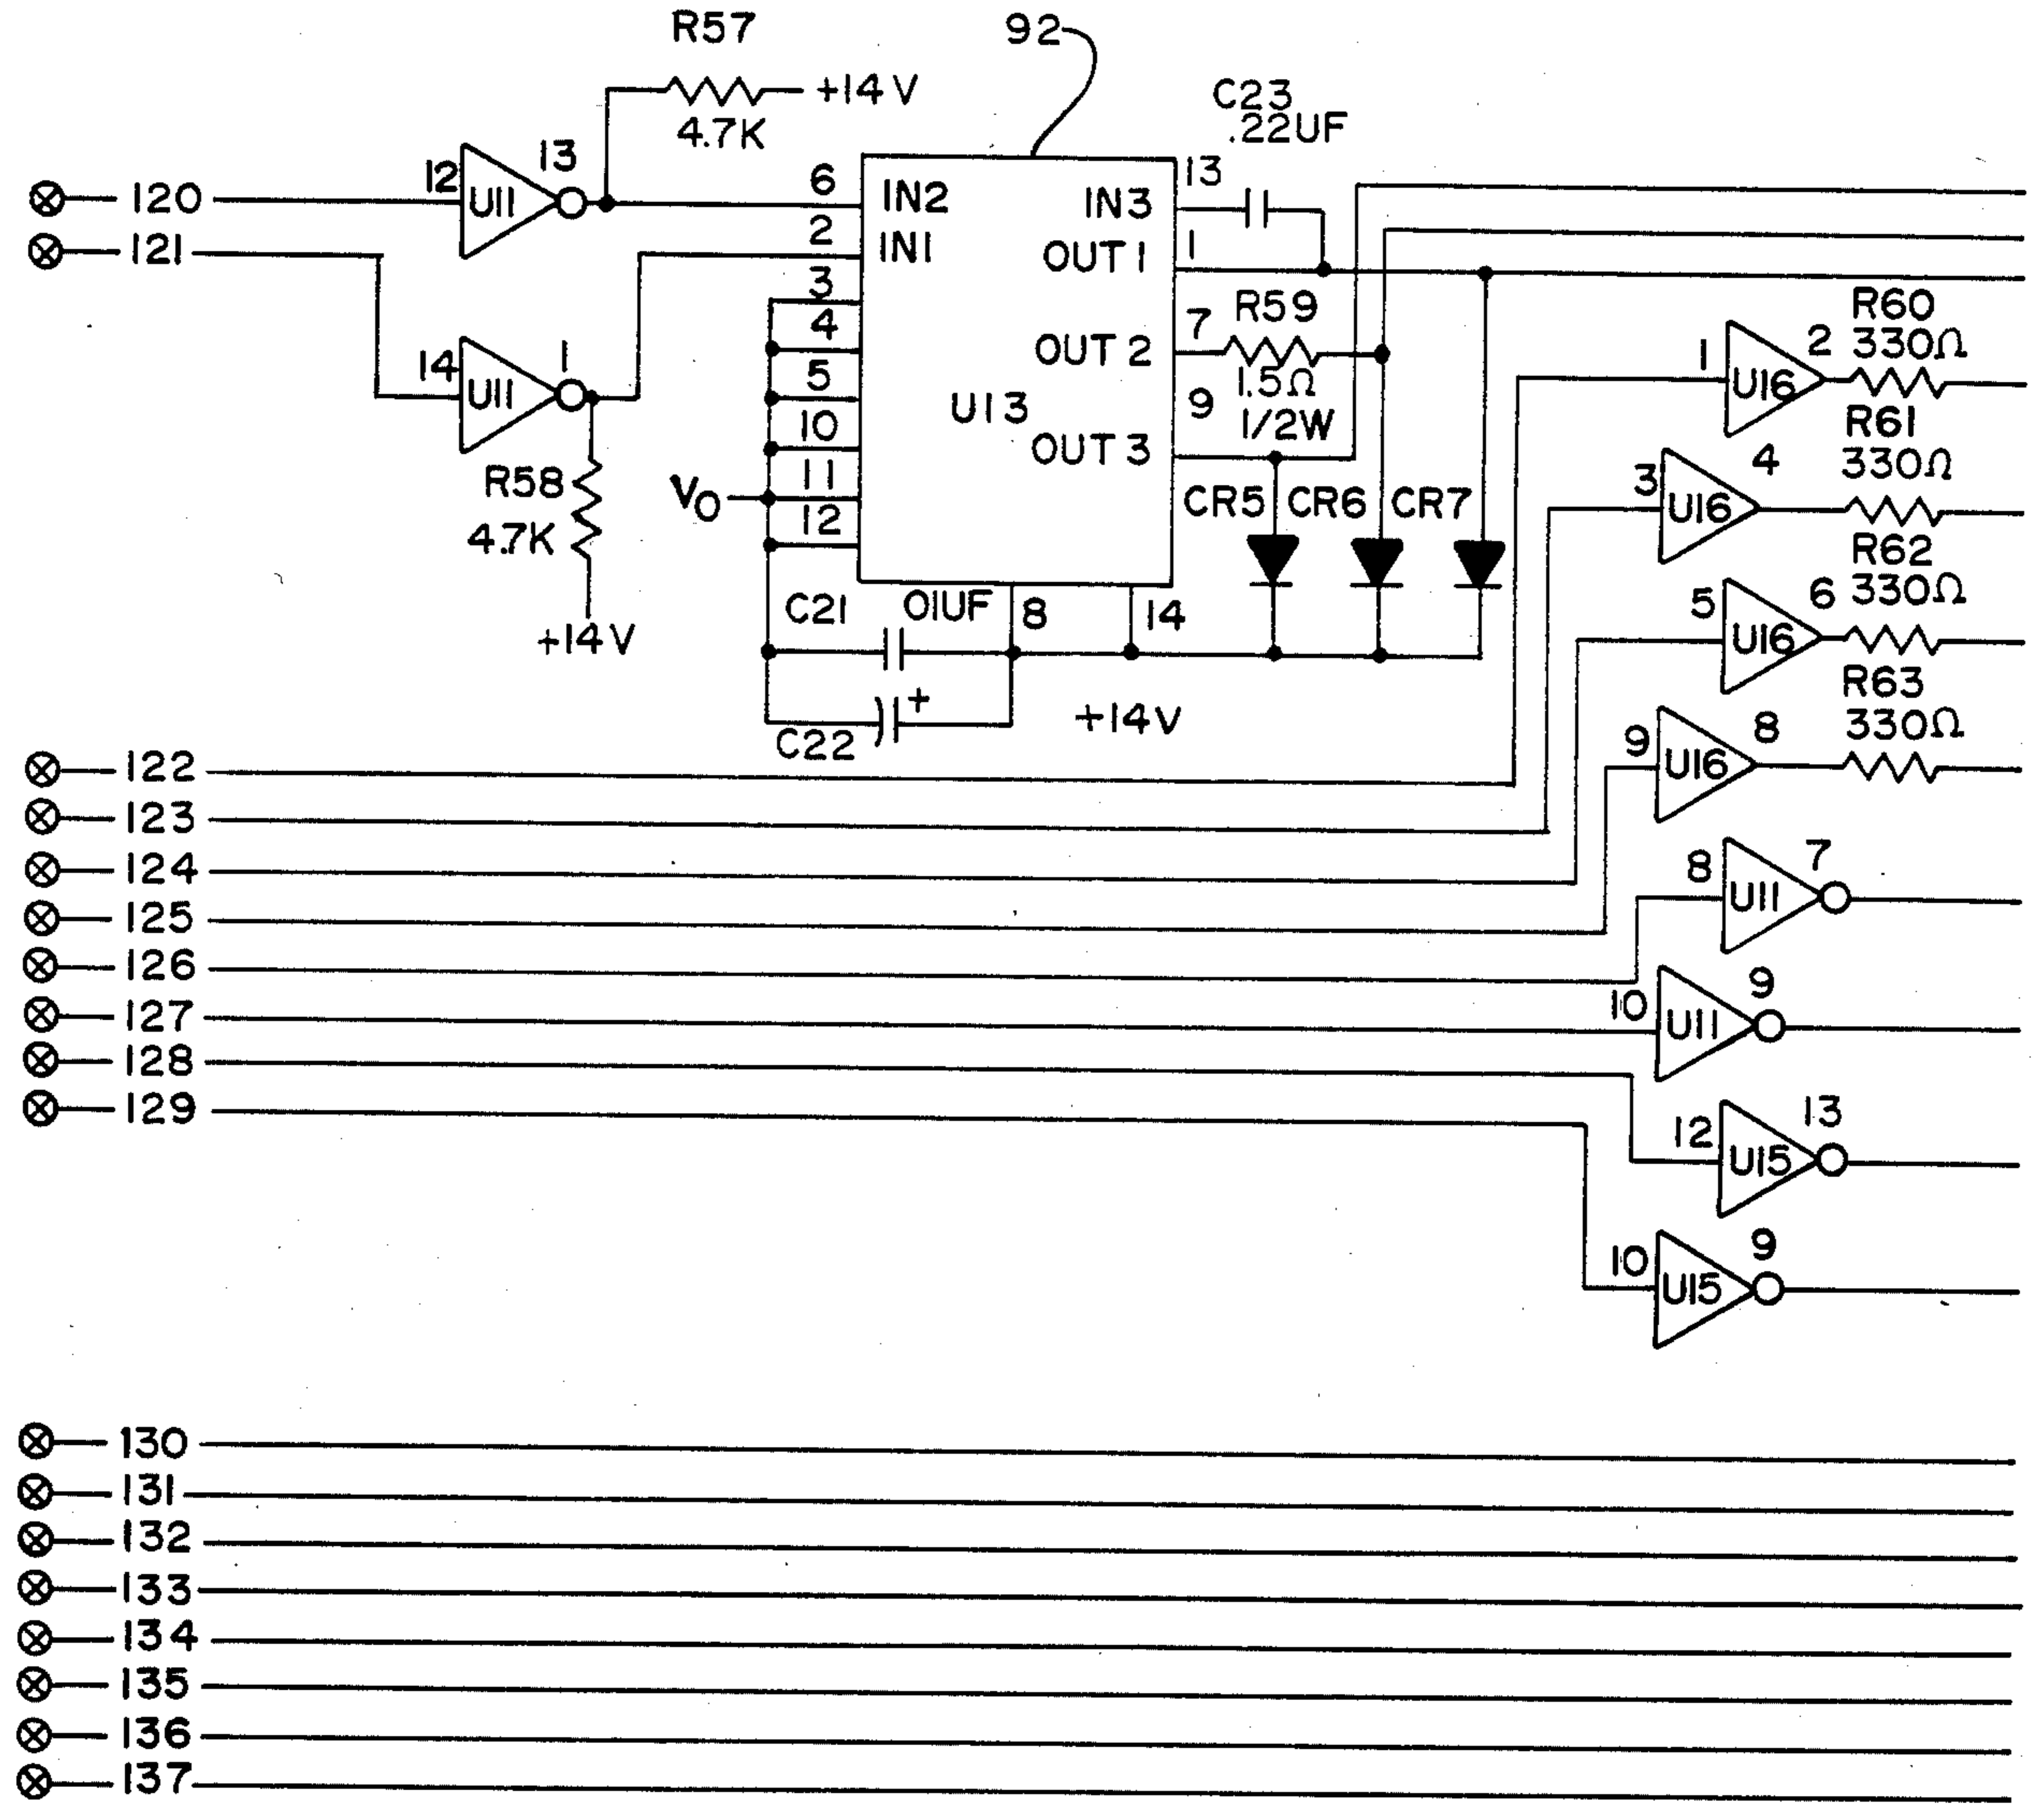 R57
92
+14V
4.7K
C23
.22UF
120
12
U11
13
6
IN2
IN3
13
121
2
IN1
OUT 1
1
3
4
5
10
11
12
V0
U13
OUT 2
7
R59
1.5Ω
1/2W
OUT 3
9
14
U11
1
R58
4.7K
+14V
CR5
CR6
CR7
C21
01UF
8
14
C22
+
+14V
1
U16
2
R60
330Ω
3
U16
4
R61
330Ω
5
U16
6
R62
330Ω
9
U16
8
R63
330Ω
122
123
124
125
126
127
128
129
8
U11
7
10
U11
9
12
U15
13
10
U15
9
130
131
132
133
134
135
136
137